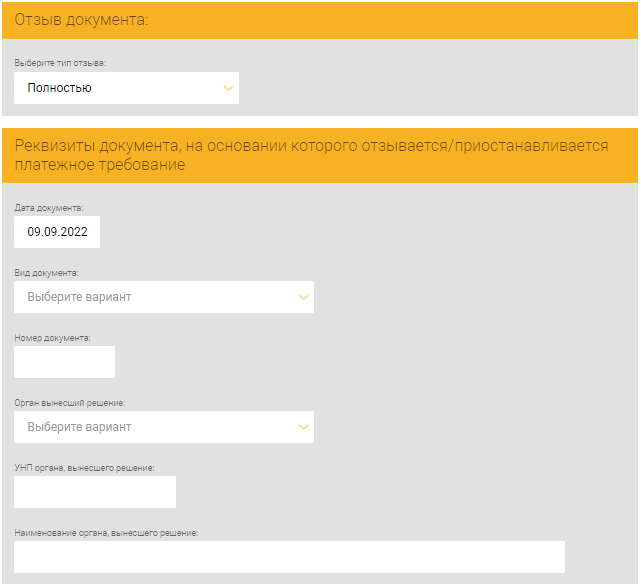 Отзыв документа:
Выберите тип отзыва:
Полностью
Реквизиты документа, на основании которого отзывается/приостанавливается
платежное требование
Дата документа:
09.09.2022
Вид документа:
Выберите вариант
Номер документа:
Орган вынесший решение:
Выберите вариант
УНП органа, вынесшего решение:
Наименование органа, вынесшего решение: